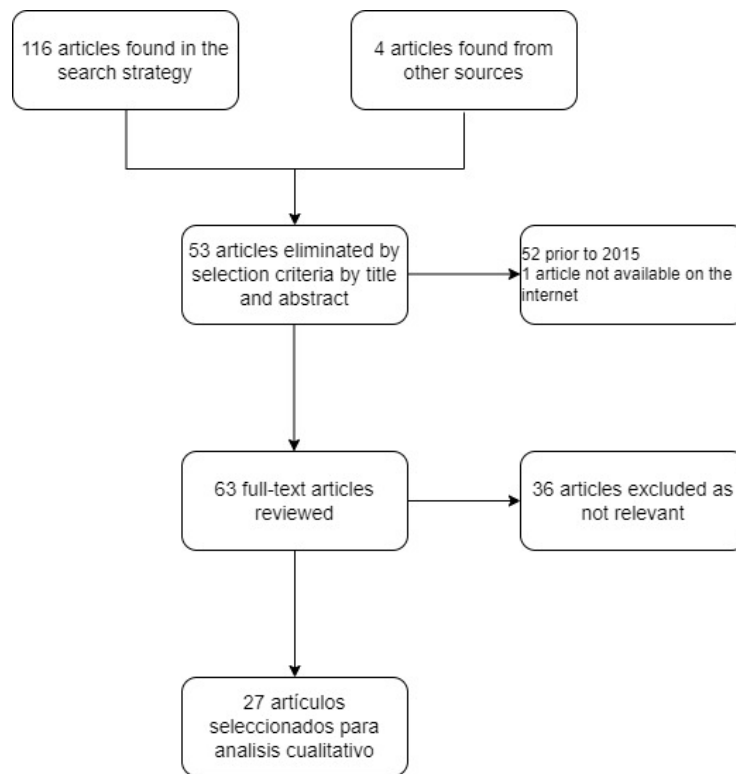 116 articles found in the
search strategy
4 articles found from
other sources
53 articles eliminated by
selection criteria by title
and abstract
52 prior to 2015
1 article not available on the
internet
63 full-text articles
reviewed
36 articles excluded as
not relevant
27 artículos
seleccionados para
analisis cualitativo